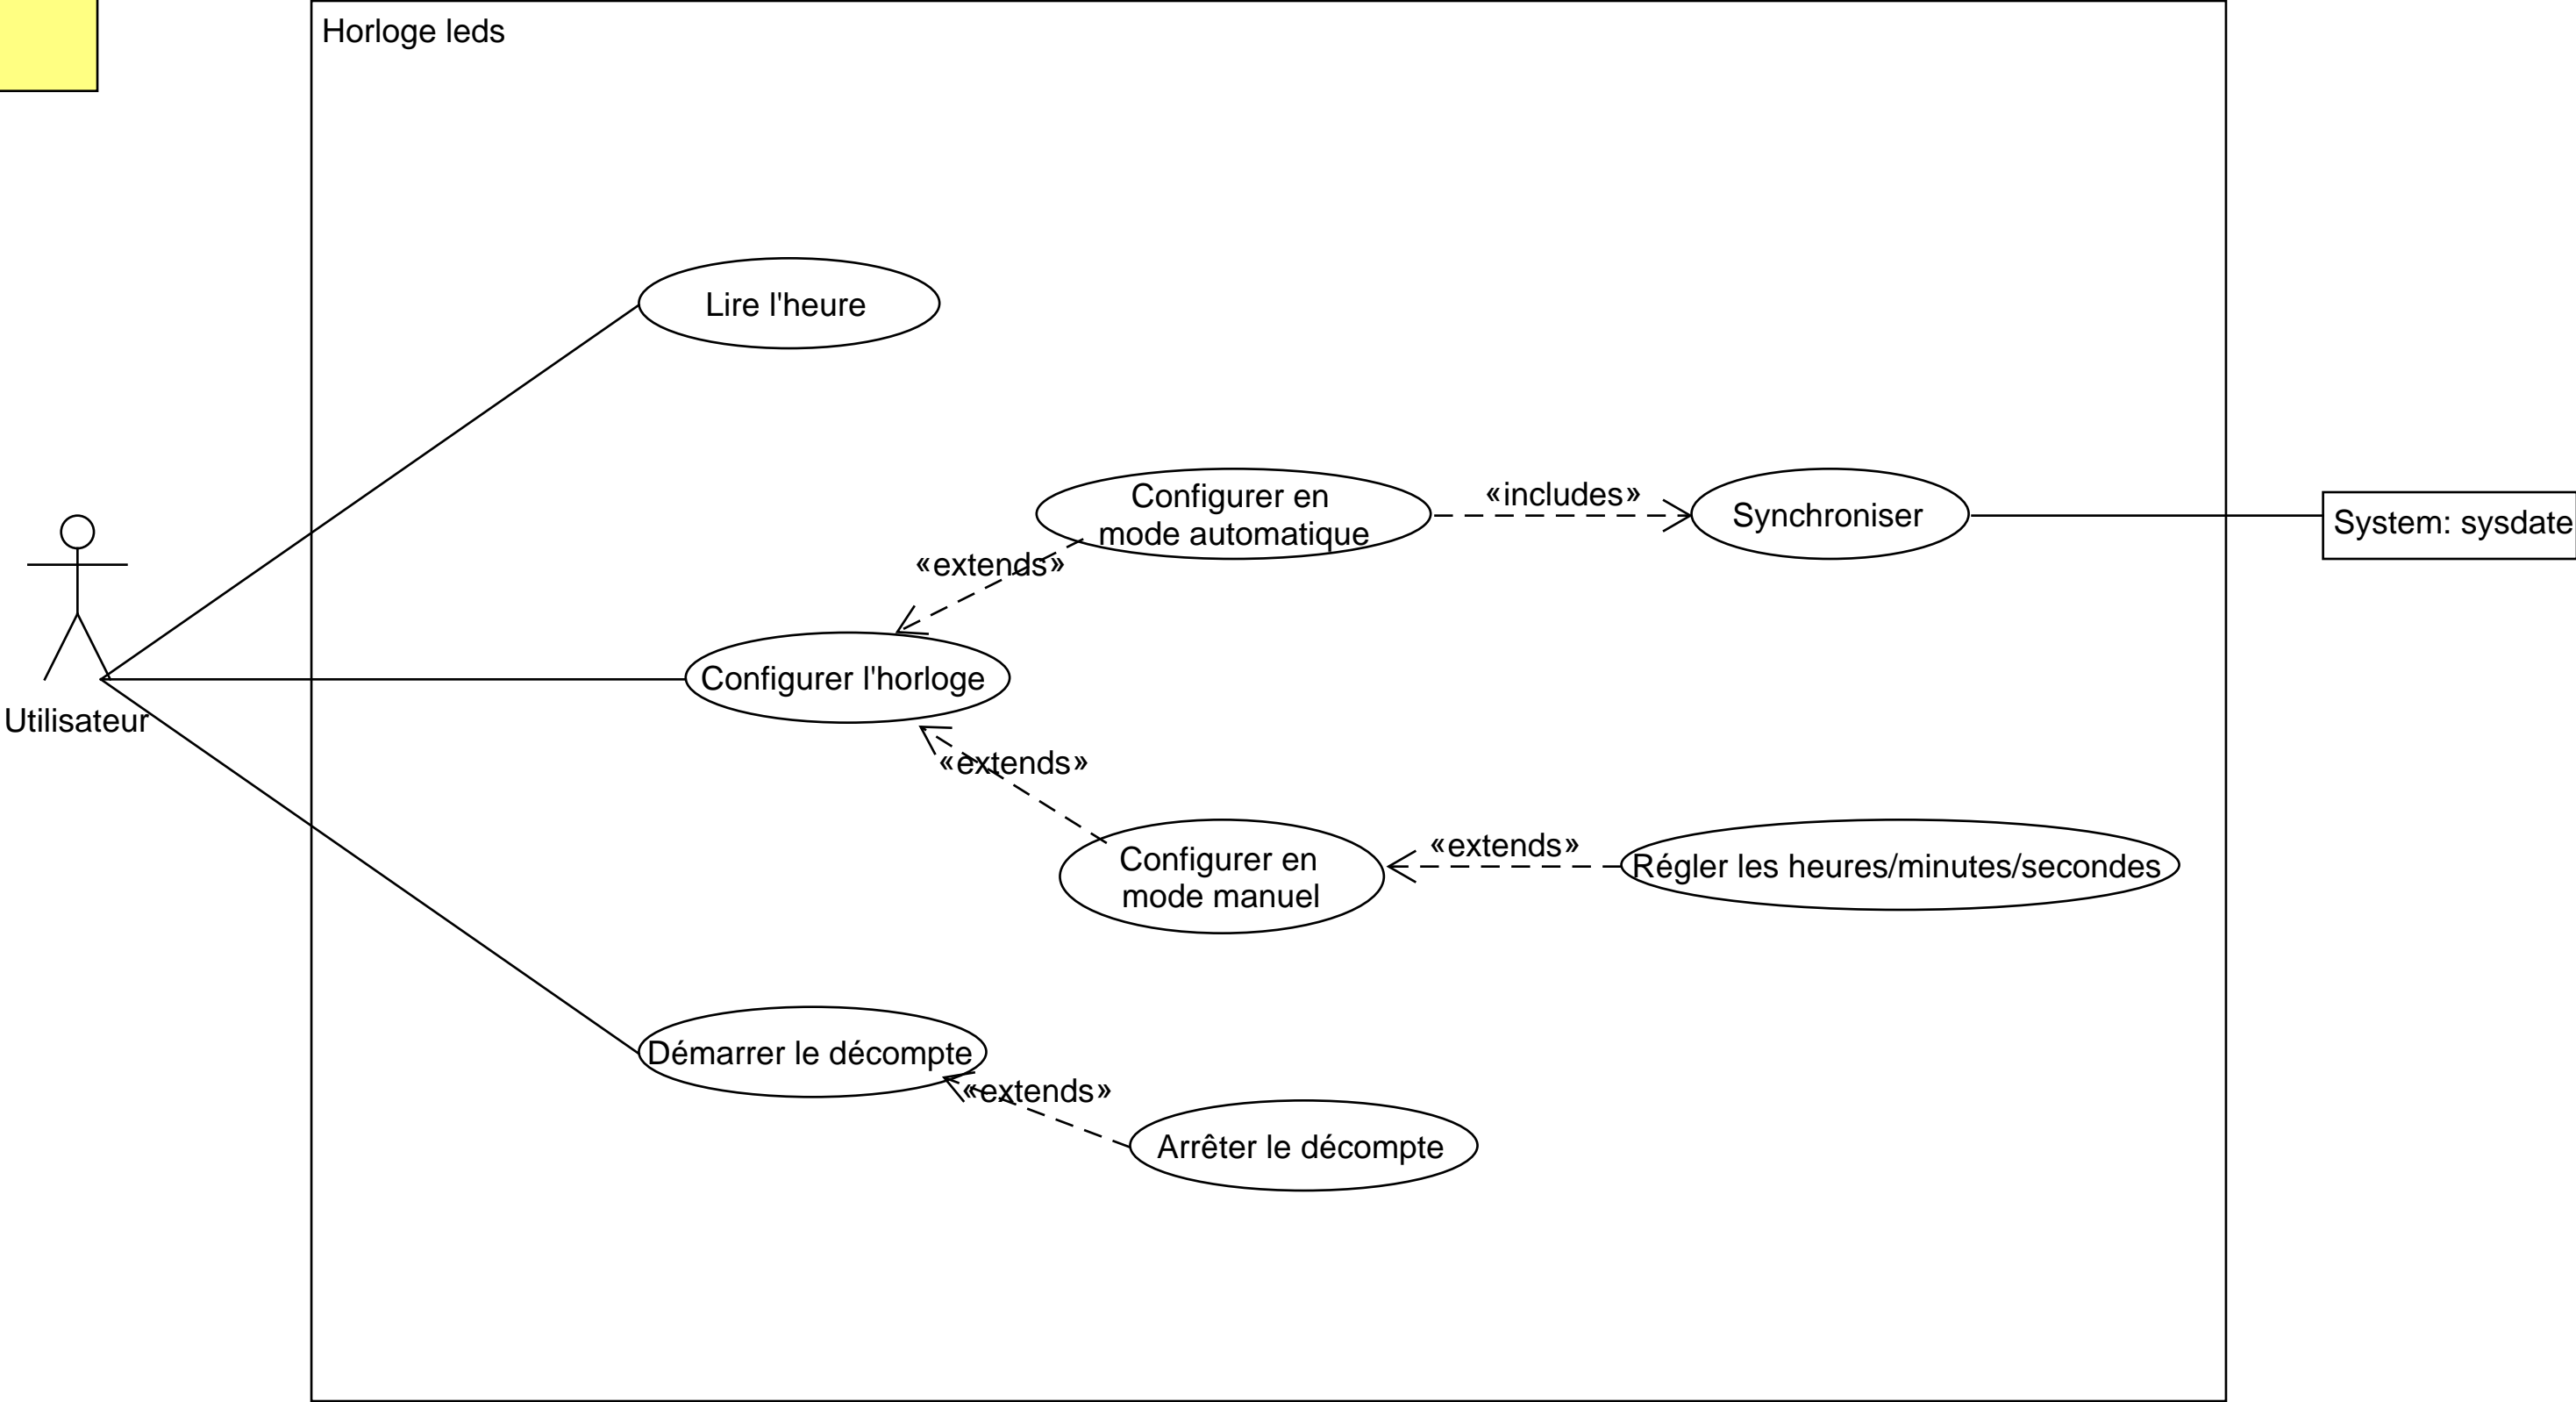 Horloge leds
Lire l'heure
Configurer en
mode automatique
«includes»
Synchroniser
System: sysdate
«extends»
Configurer l'horloge
Utilisateur
«extends»
Configurer en
mode manuel
«extends»
Régler les heures/minutes/secondes
Démarrer le décompte
«extends»
Arrêter le décompte